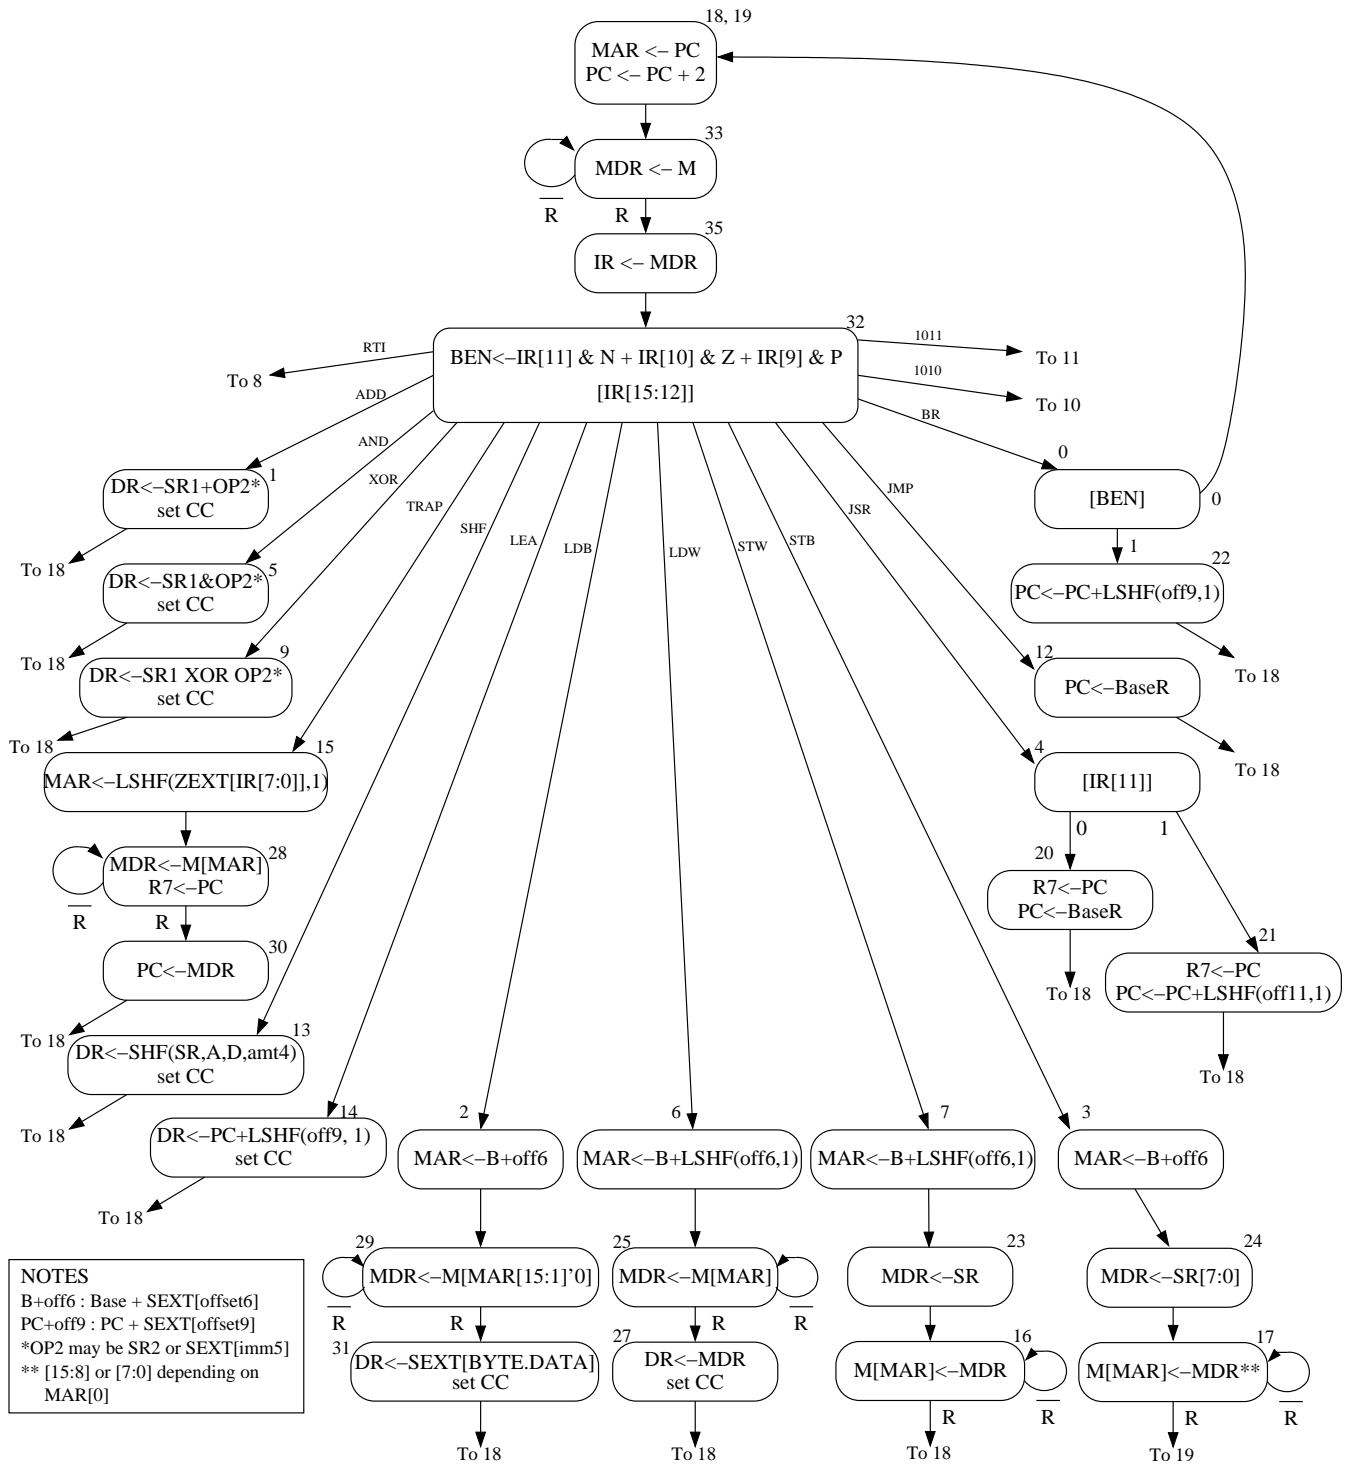 18, 19
MAR <– PC
PC <– PC + 2
33
MDR <– M
R
R
35
IR <– MDR
32
BEN<–IR[11] & N + IR[10] & Z + IR[9] & P
[IR[15:12]]
RTI
To 8
1011
To 11
1010
To 10
ADD
AND
XOR
TRAP
SHF
LEA
LDB
LDW
STW
STB
JSR
JMP
BR
1
DR<–SR1+OP2*
set CC
To 18
5
DR<–SR1&OP2*
set CC
To 18
9
DR<–SR1 XOR OP2*
set CC
To 18
15
MAR<–LSHF(ZEXT[IR[7:0]],1)
28
MDR<–M[MAR]
R7<–PC
R
R
30
PC<–MDR
To 18
13
DR<–SHF(SR,A,D,amt4)
set CC
To 18
14
DR<–PC+LSHF(off9, 1)
set CC
To 18
0
[BEN]
0
1
22
PC<–PC+LSHF(off9,1)
To 18
12
PC<–BaseR
To 18
4
[IR[11]]
0
1
20
R7<–PC
PC<–BaseR
To 18
21
R7<–PC
PC<–PC+LSHF(off11,1)
To 18
2
MAR<–B+off6
29
MDR<–M[MAR[15:1]'0]
R
R
31
DR<–SEXT[BYTE.DATA]
set CC
To 18
6
MAR<–B+LSHF(off6,1)
25
MDR<–M[MAR]
R
R
27
DR<–MDR
set CC
To 18
7
MAR<–B+LSHF(off6,1)
23
MDR<–SR
16
M[MAR]<–MDR
R
R
To 18
3
MAR<–B+off6
24
MDR<–SR[7:0]
17
M[MAR]<–MDR**
R
R
To 19
NOTES
B+off6 : Base + SEXT[offset6]
PC+off9 : PC + SEXT[offset9]
*OP2 may be SR2 or SEXT[imm5]
** [15:8] or [7:0] depending on
MAR[0]